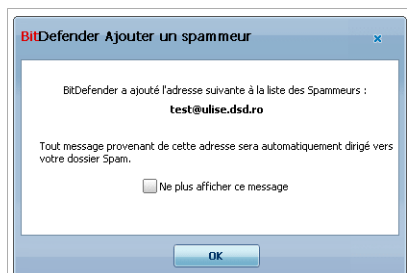 BitDefender Ajouter un spammeur
BitDefender a ajouté l'adresse suivante à la liste des Spammeurs :
test@ulise.dsd.ro
Tout message provenant de cette adresse sera automatiquement dirigé vers
votre dossier Spam.
Ne plus afficher ce message
OK